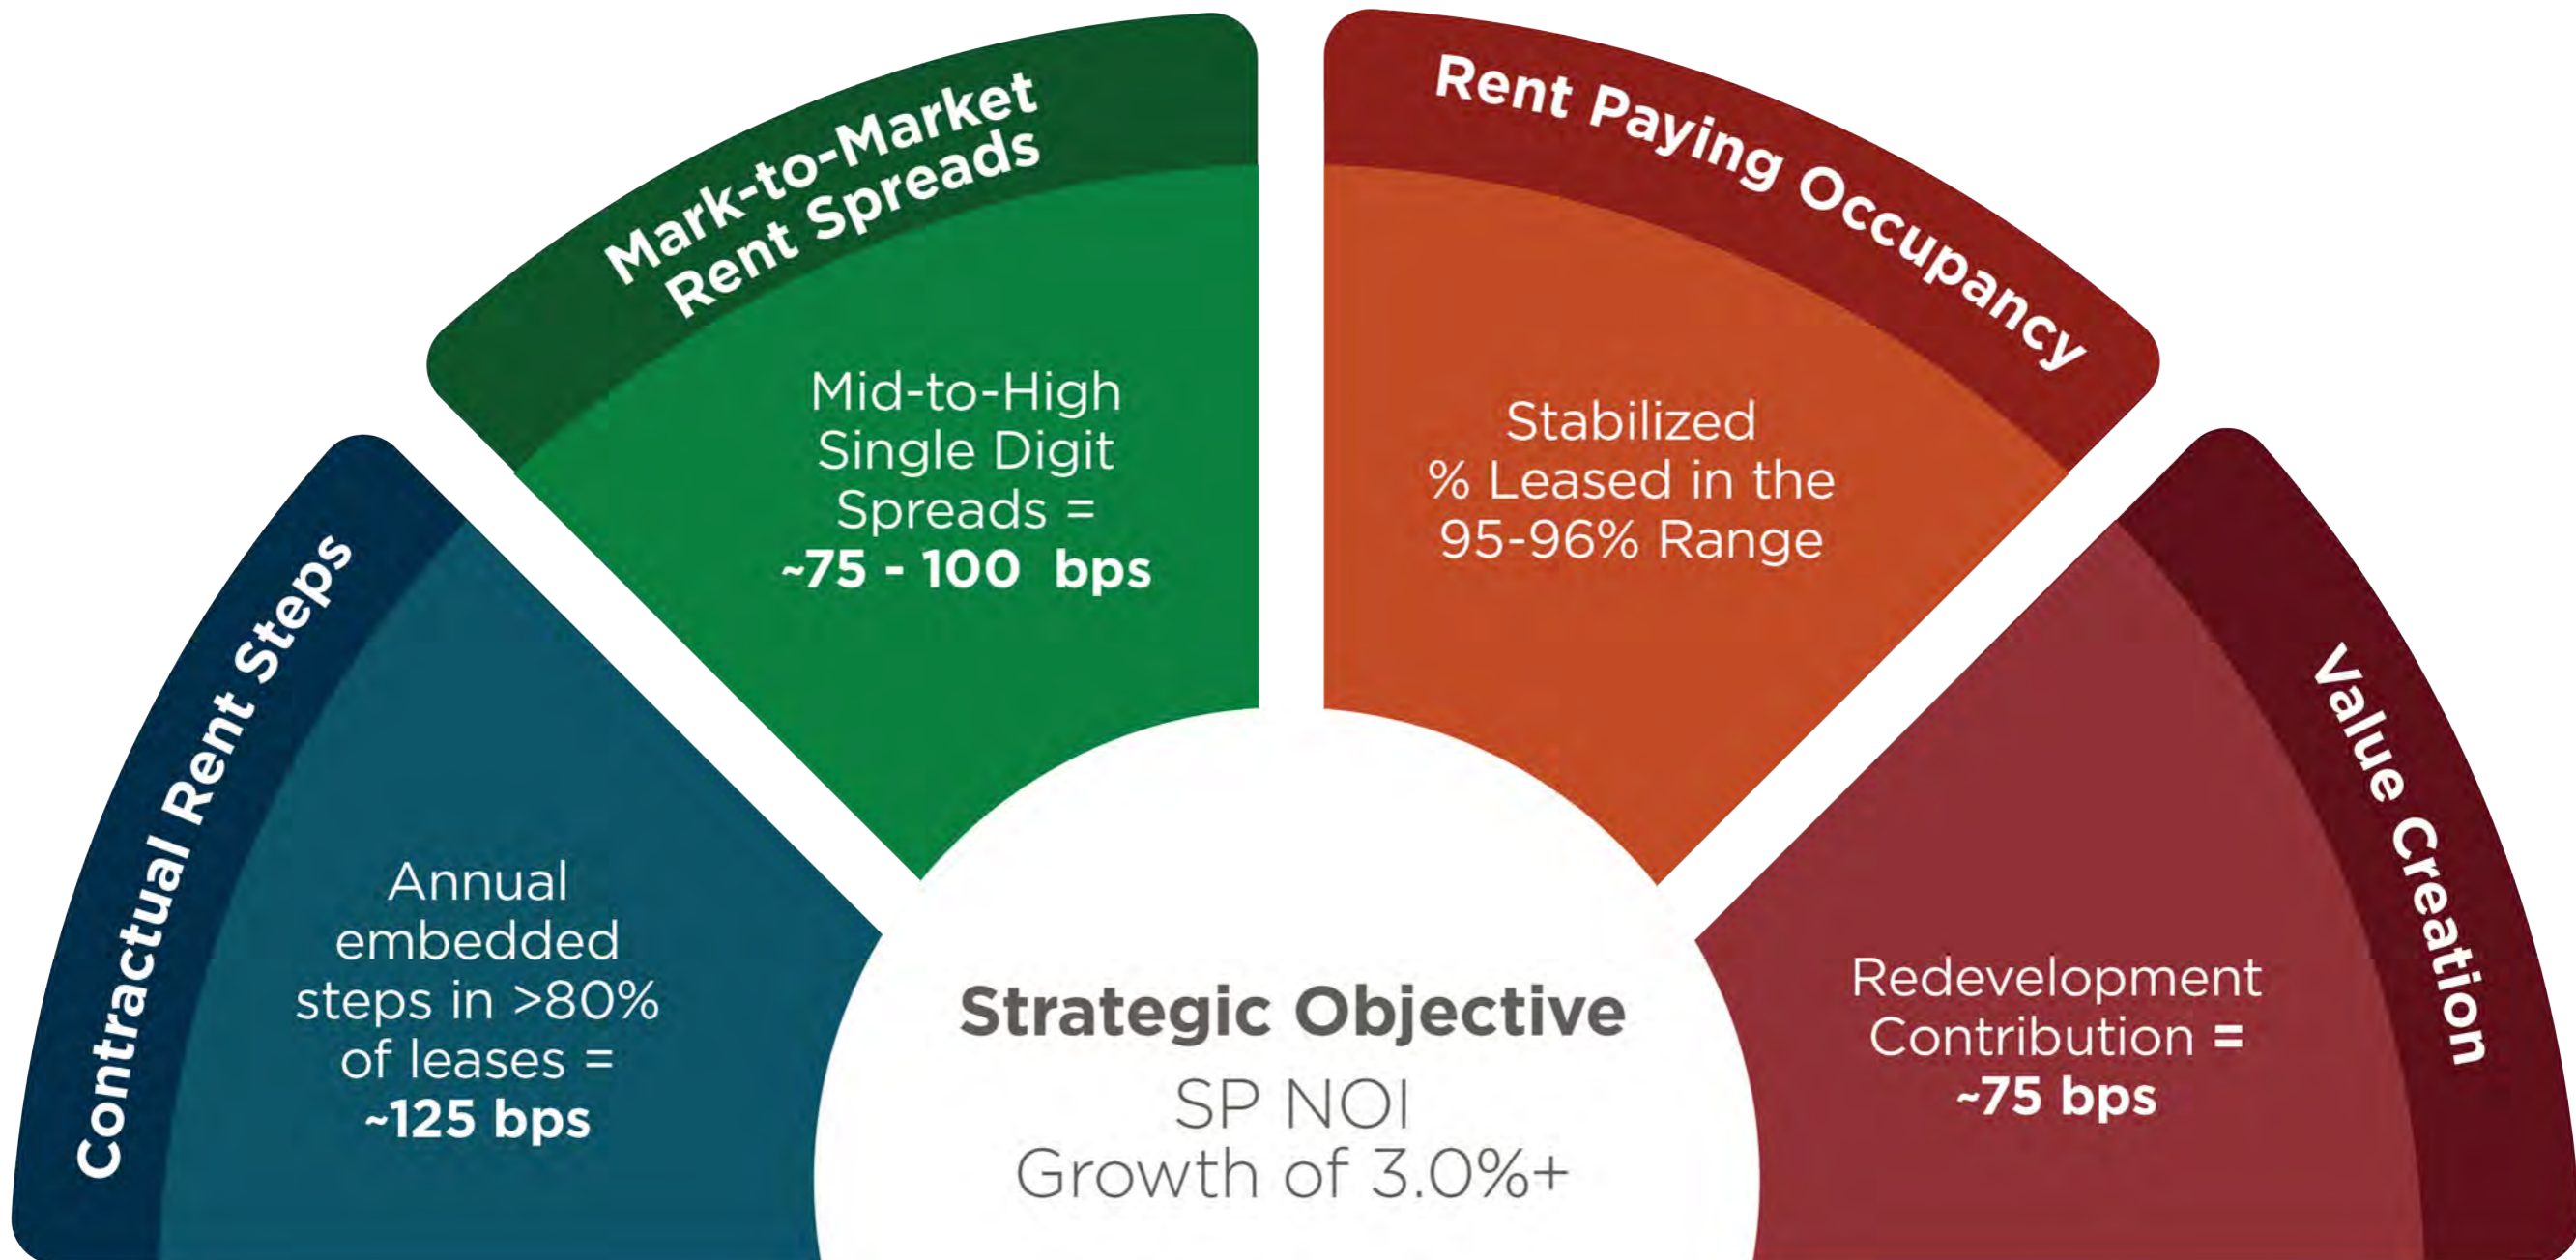 Contractual Rent Steps
Annual
embedded
steps in >80%
of leases =
~125 bps
Mark-to-Market
Rent Spreads
Mid-to-High
Single Digit
Spreads =
~75 - 100 bps
Rent Paying Occupancy
Stabilized
% Leased in the
95-96% Range
Value Creation
Redevelopment
Contribution =
~75 bps
Strategic Objective
SP NOI
Growth of 3.0%+